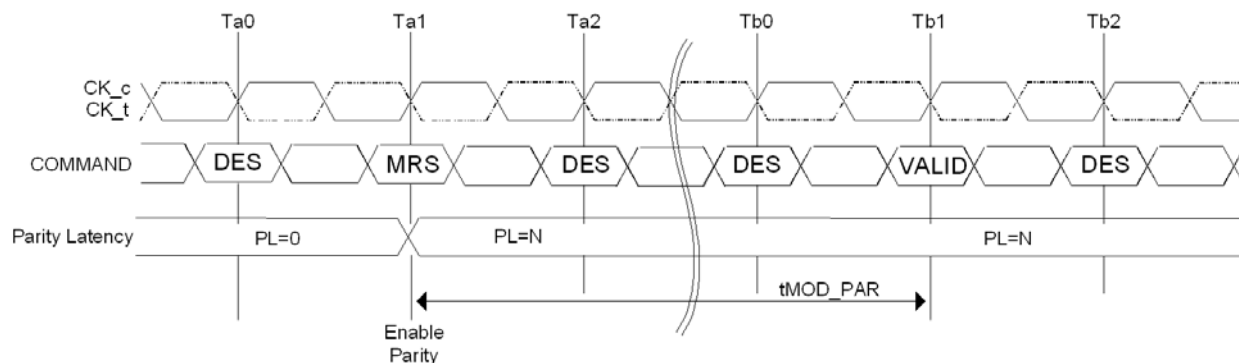 Ta0 Ta1 Ta2 Tb0 Tb1 Tb2
CK_c
CK_t
COMMAND DES MRS DES DES VALID DES
Parity Latency PL=0 PL=N PL=N
tMOD_PAR
Enable
Parity